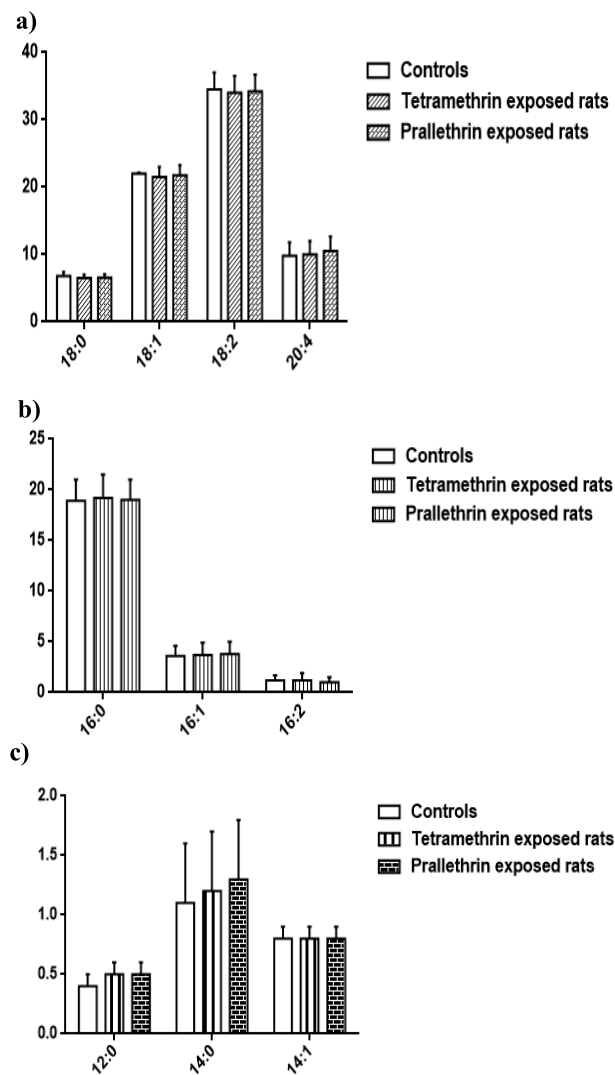 a)
40
30
20
10
0
18:0
18:1
18:2
20:4
Controls
Tetramethrin exposed rats
Prallethrin exposed rats
b)
25
20
15
10
5
0
16:0
16:1
16:2
Controls
Tetramethrin exposed rats
Prallethrin exposed rats
c)
2.0
1.5
1.0
0.5
0.0
12:0
14:0
14:1
Controls
Tetramethrin exposed rats
Prallethrin exposed rats